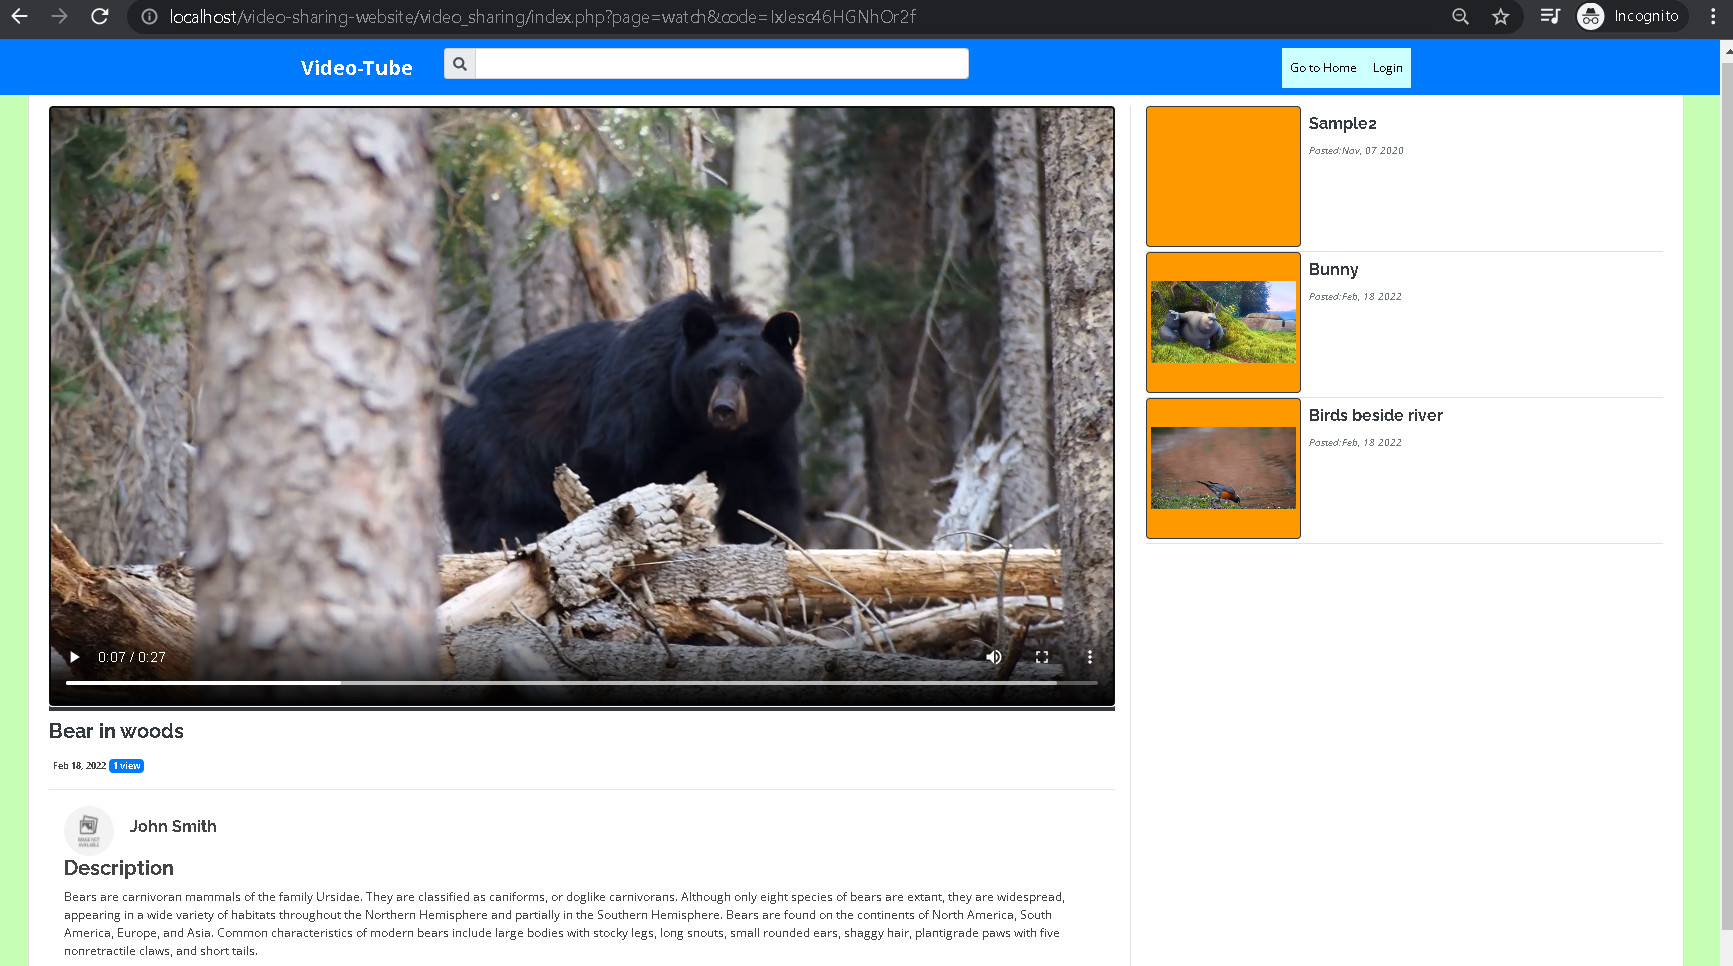 localhost/video-sharing-website/video_sharing/index.php?page=watch&code=IxJesc46HGNhOr2f
Incognito
Video-Tube
Go to Home Login
Sample2
Posted:Nov, 07 2020
Bunny
Posted:Feb, 18 2022
Birds beside river
Posted:Feb, 18 2022
0:07 / 0:27
Bear in woods
Feb 18, 2022 1 view
IMAGE NOT
AVAILABLE
John Smith
Description
Bears are carnivoran mammals of the family Ursidae. They are classified as caniforms, or doglike carnivorans. Although only eight species of bears are extant, they are widespread,
appearing in a wide variety of habitats throughout the Northern Hemisphere and partially in the Southern Hemisphere. Bears are found on the continents of North America, South
America, Europe, and Asia. Common characteristics of modern bears include large bodies with stocky legs, long snouts, small rounded ears, shaggy hair, plantigrade paws with five
nonretractile claws, and short tails.